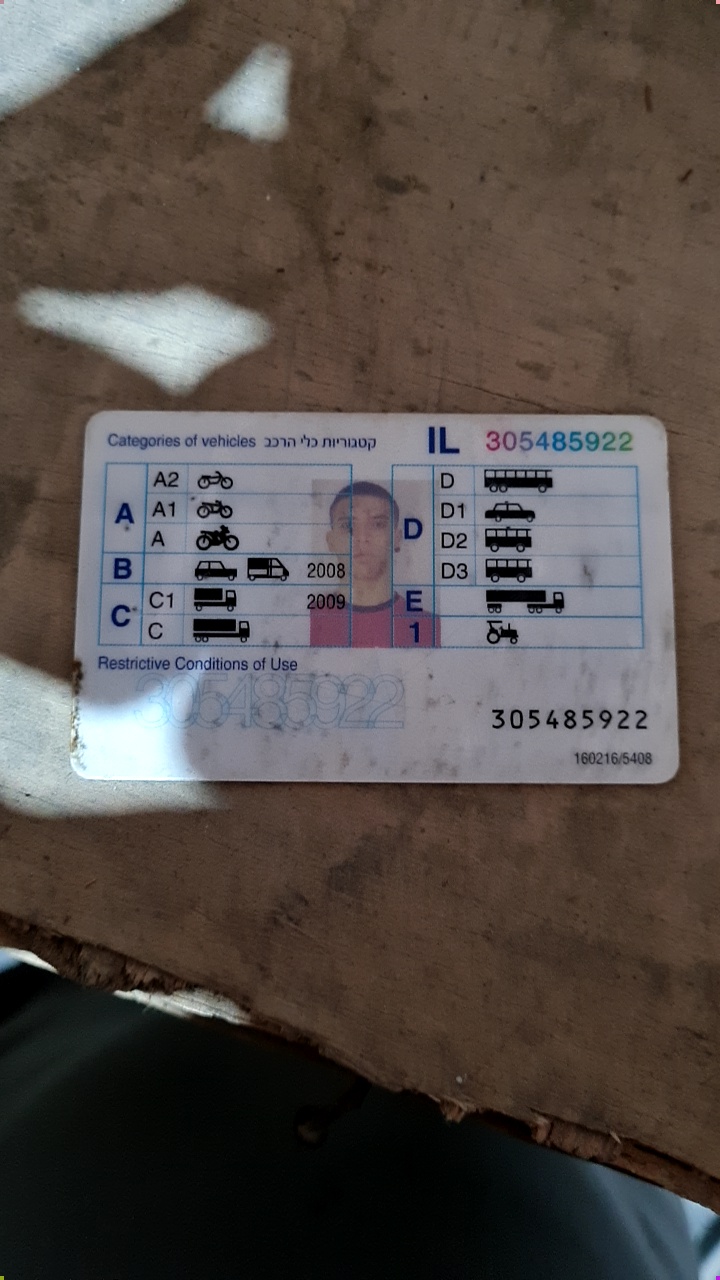 Categories of vehicles קטגוריות כלי הרכב IL 305485922
A A2
A1
A
B 2008
C C1 2009
C
D D
D1
D2
D3
E
1
Restrictive Conditions of Use
305485922
305485922
160216/5408